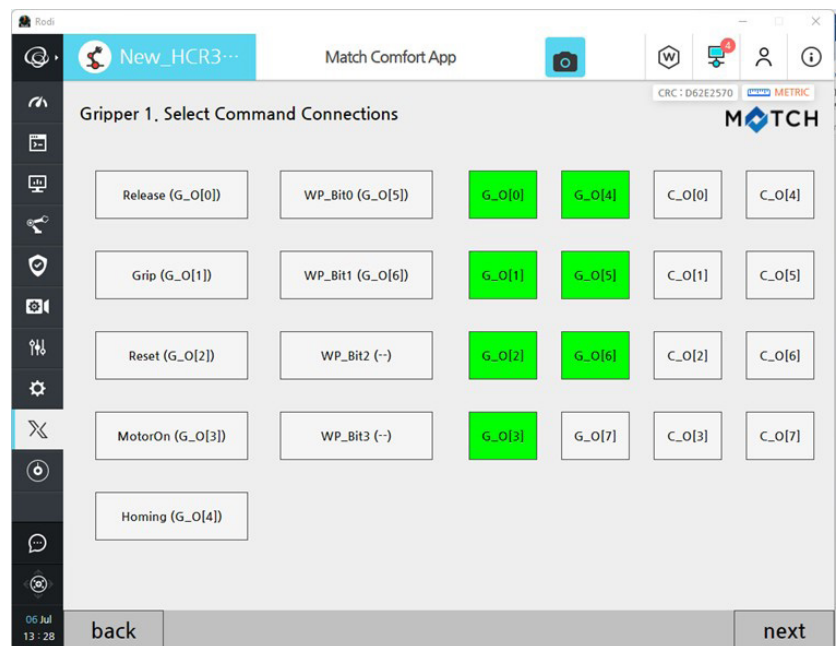 Rodi
New_HCR3...
Match Comfort App
W
4
CRC : D62E2570
METRIC
Gripper 1. Select Command Connections
MATCH
Release (G_O[0])
WP_Bit0 (G_O[5])
G_O[0]
G_O[4]
C_O[0]
C_O[4]
Grip (G_O[1])
WP_Bit1 (G_O[6])
G_O[1]
G_O[5]
C_O[1]
C_O[5]
Reset (G_O[2])
WP_Bit2 (--)
G_O[2]
G_O[6]
C_O[2]
C_O[6]
MotorOn (G_O[3])
WP_Bit3 (--)
G_O[3]
G_O[7]
C_O[3]
C_O[7]
Homing (G_O[4])
06 Jul
13 : 28
back
next